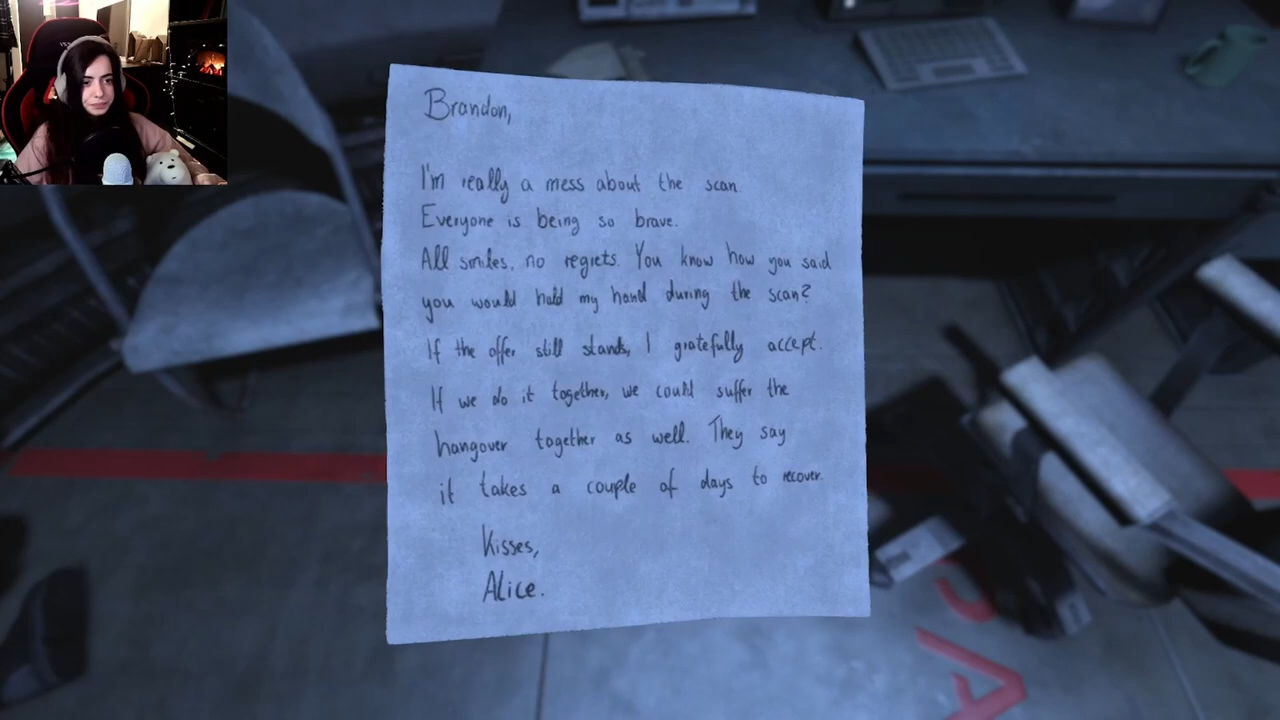 Brandon,
I'm really a mess about the scan
Everyone is being so brave.
All smiles, no regrets. You know how you said
you would hold my hand during the scan?
If the offer still stands, I gratefully accept.
If we do it together, we could suffer the
hangover together as well. They say
it takes a couple of days to recover.
Kisses,
Alice.